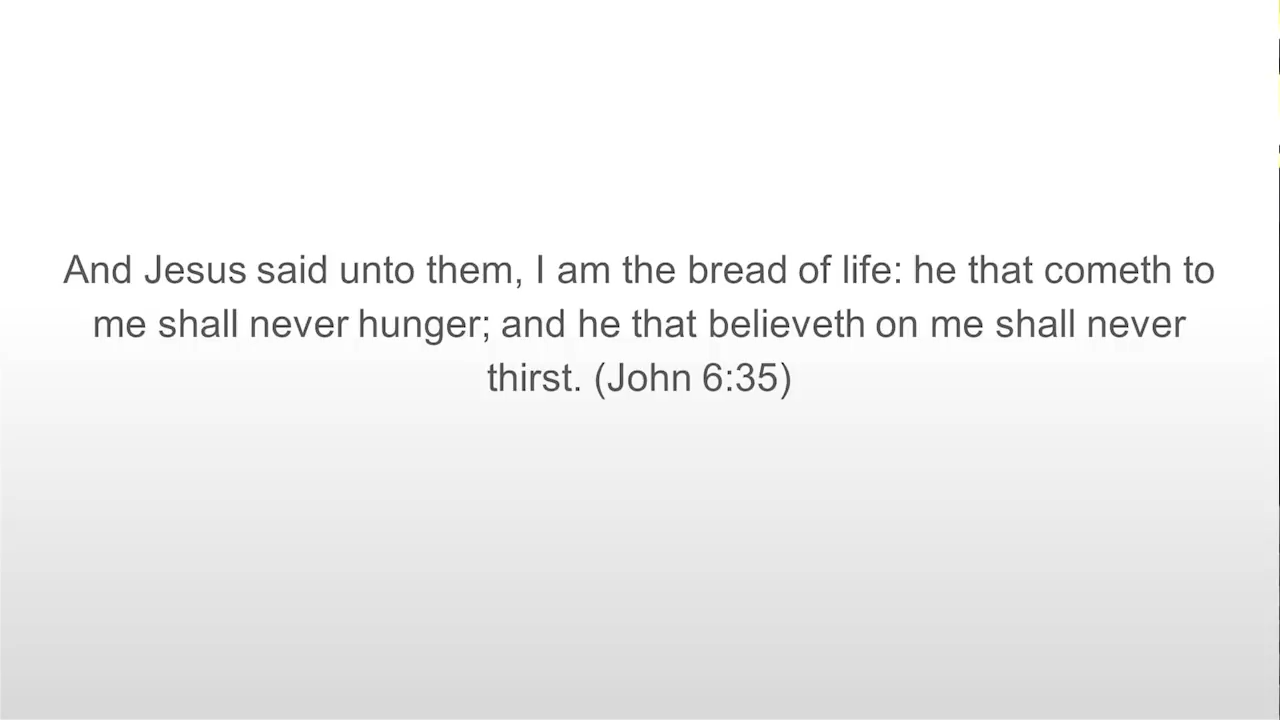 And Jesus said unto them, I am the bread of life: he that cometh to
me shall never hunger; and he that believeth on me shall never
thirst. (John 6:35)